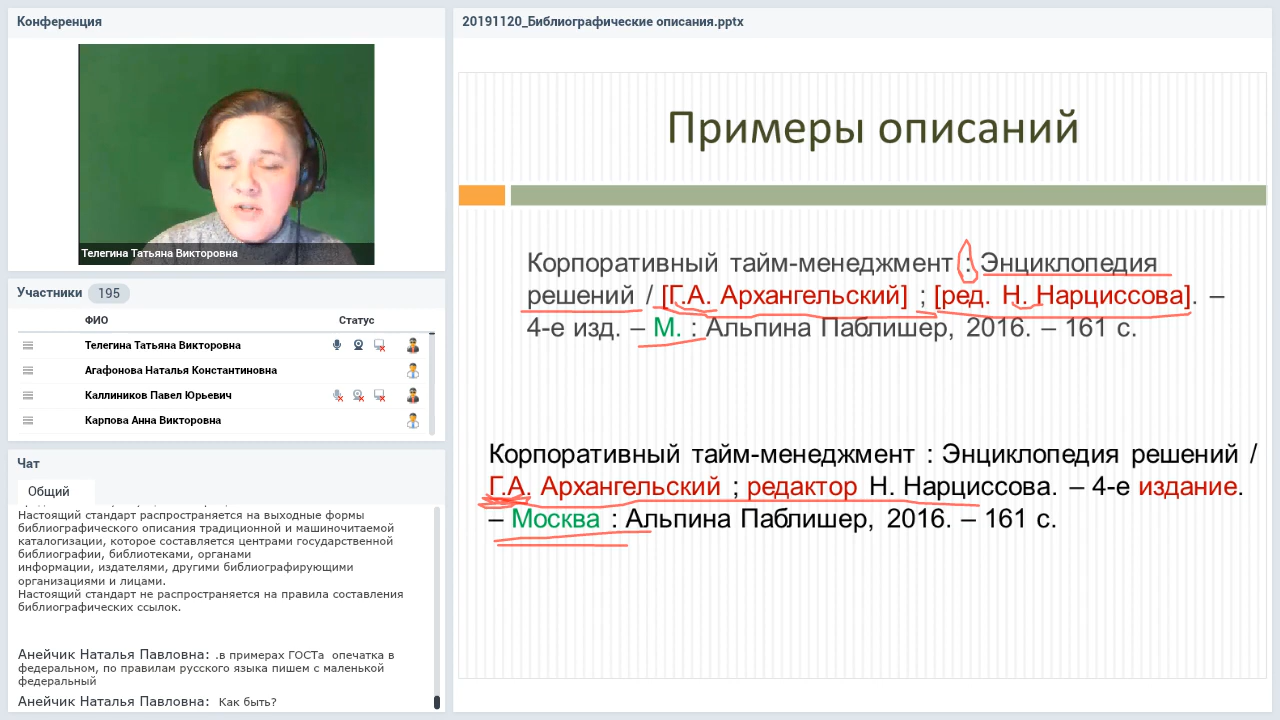 Конференция
Телегина Татьяна Викторовна
Участники 195
ФИО Статус
Телегина Татьяна Викторовна
Агафонова Наталья Константиновна
Каллиников Павел Юрьевич
Карпова Анна Викторовна
Чат
Общий
Настоящий стандарт распространяется на выходные формы
библиографического описания традиционной и машиночитаемой
каталогизации, которое составляется центрами государственной
библиографии, библиотеками, органами
информации, издателями, другими библиографирующими
организациями и лицами.
Настоящий стандарт не распространяется на правила составления
библиографических ссылок.
Анейчик Наталья Павловна: .в примерах ГОСТа опечатка в
федеральном, по правилам русского языка пишем с маленькой
федеральный
Анейчик Наталья Павловна: Как быть?
20191120_Библиографические описания.pptx
Примеры описаний
Корпоративный тайм-менеджмент : Энциклопедия
решений / [Г.А. Архангельский] ; [ред. Н. Нарциссова]. –
4-е изд. – М. : Альпина Паблишер, 2016. – 161 с.
Корпоративный тайм-менеджмент : Энциклопедия решений /
Г.А. Архангельский ; редактор Н. Нарциссова. – 4-е издание.
– Москва : Альпина Паблишер, 2016. – 161 с.